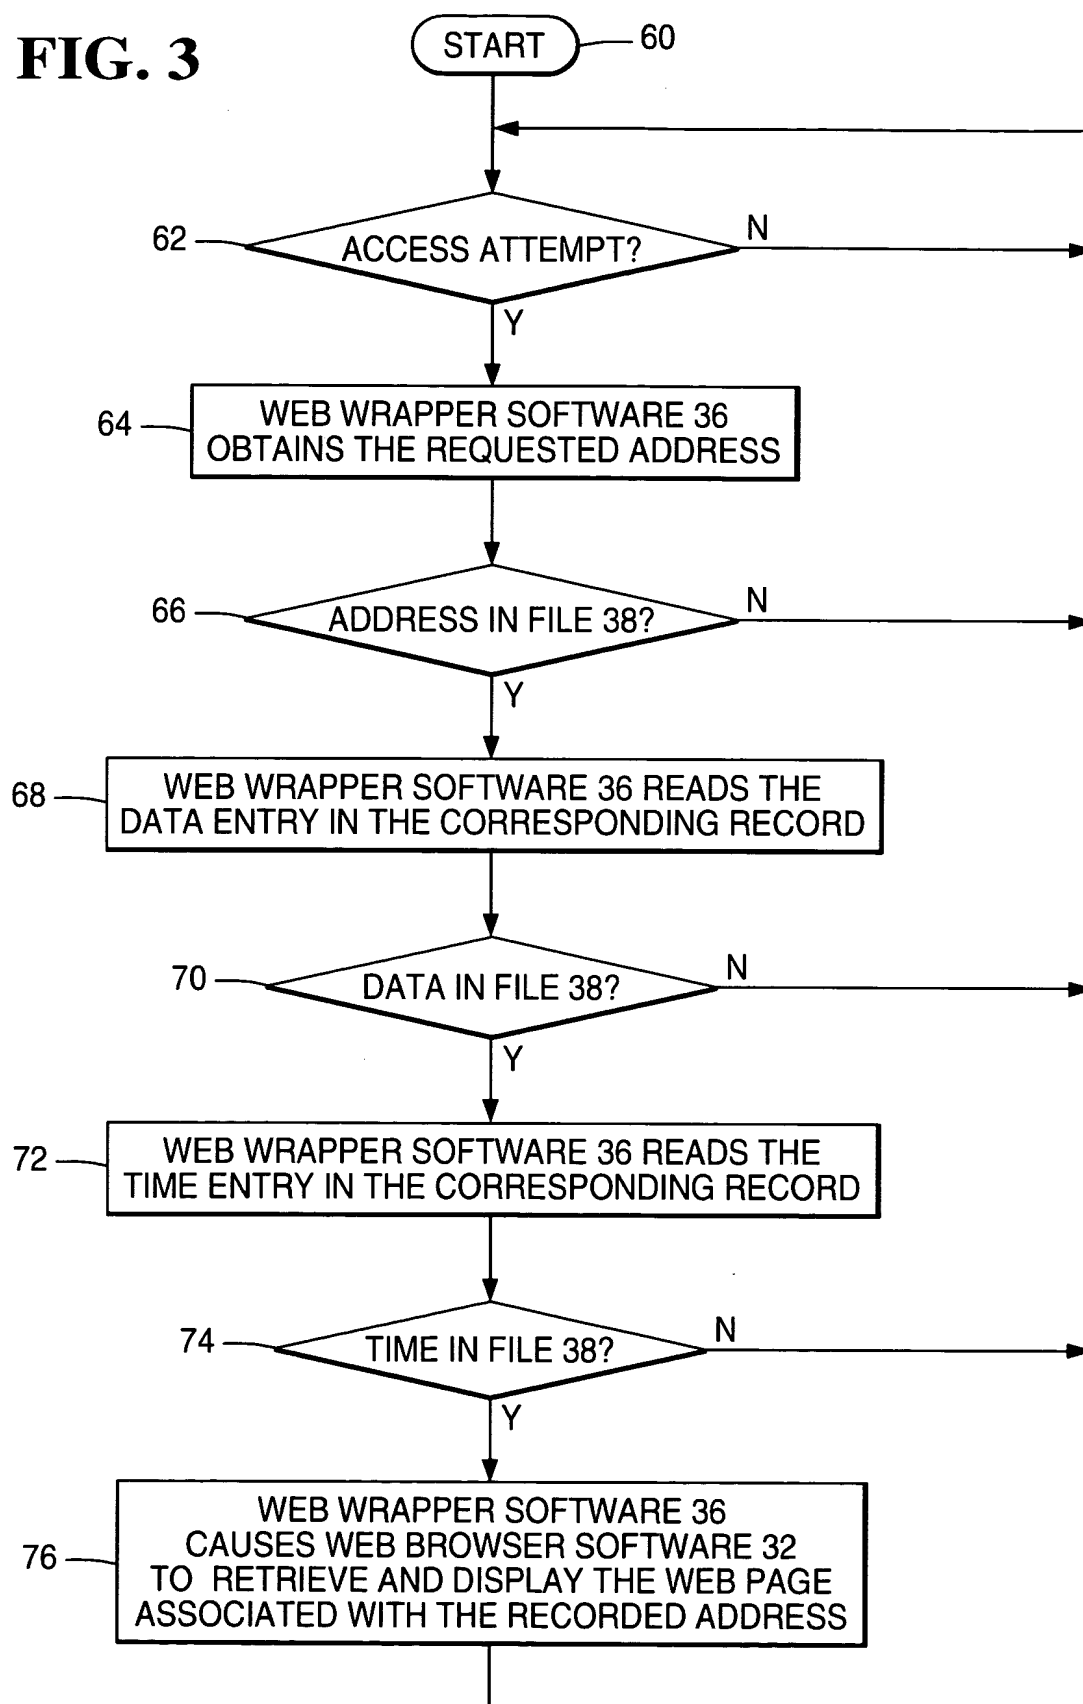 FIG. 3
START
60
62
ACCESS ATTEMPT?
N
Y
64
WEB WRAPPER SOFTWARE 36
OBTAINS THE REQUESTED ADDRESS
66
ADDRESS IN FILE 38?
N
Y
68
WEB WRAPPER SOFTWARE 36 READS THE
DATA ENTRY IN THE CORRESPONDING RECORD
70
DATA IN FILE 38?
N
Y
72
WEB WRAPPER SOFTWARE 36 READS THE
TIME ENTRY IN THE CORRESPONDING RECORD
74
TIME IN FILE 38?
N
Y
76
WEB WRAPPER SOFTWARE 36
CAUSES WEB BROWSER SOFTWARE 32
TO RETRIEVE AND DISPLAY THE WEB PAGE
ASSOCIATED WITH THE RECORDED ADDRESS